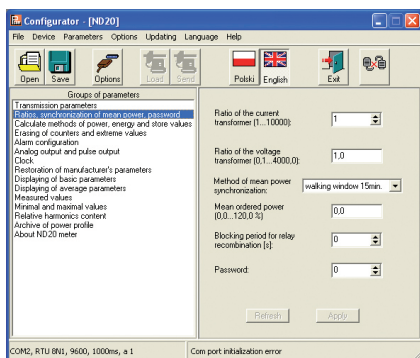 Configurator - [ND20]
File Device Parameters Options Updating Language Help
Open Save Options Load Send Polski English Exit
Groups of parameters
Transmission parameters
Ratios, synchronization of mean power, password
Calculate methods of power, energy and store values
Erasing of counters and extreme values
Alarm configuration
Analog output and pulse output
Clock
Restoration of manufacturer's parameters
Displaying of basic parameters
Displaying of average parameters
Measured values
Minimal and maximal values
Relative harmonics content
Archive of power profile
About ND20 meter
Ratio of the current
transformer (1...10000): 1
Ratio of the voltage
transformer (0,1...4000,0): 1,0
Method of mean power
synchronization: walking window 15min.
Mean ordered power
(0,0...120,0 %) 0,0
Blocking period for relay
recombination [s]: 0
Password: 0
Refresh Apply
COM2, RTU 8N1, 9600, 1000ms, a 1 Com port initialization error